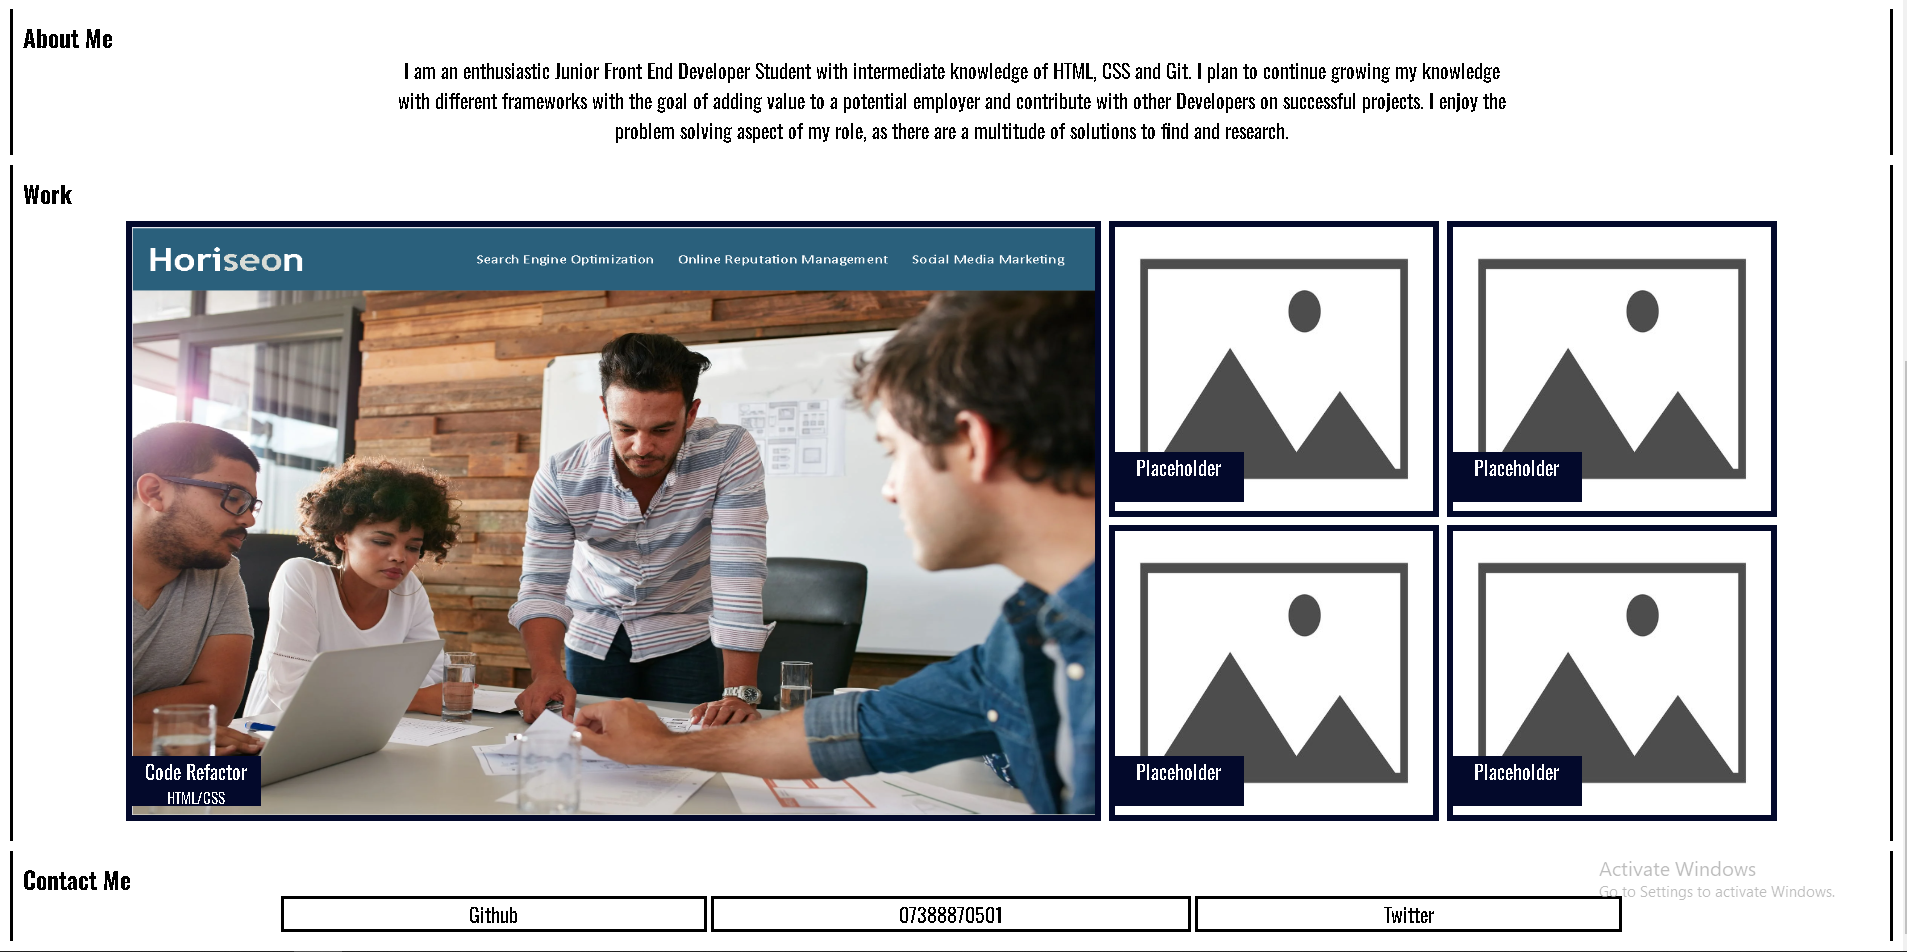 About Me
I am an enthusiastic Junior Front End Developer Student with intermediate knowledge of HTML, CSS and Git. I plan to continue growing my knowledge
with different frameworks with the goal of adding value to a potential employer and contribute with other Developers on successful projects. I enjoy the
problem solving aspect of my role, as there are a multitude of solutions to find and research.
Work
Horiseon
Search Engine Optimization Online Reputation Management Social Media Marketing
Placeholder
Placeholder
Code Refactor
HTML/CSS
Placeholder
Placeholder
Contact Me
Github
07388870501
Twitter
Activate Windows
Go to Settings to activate Windows.